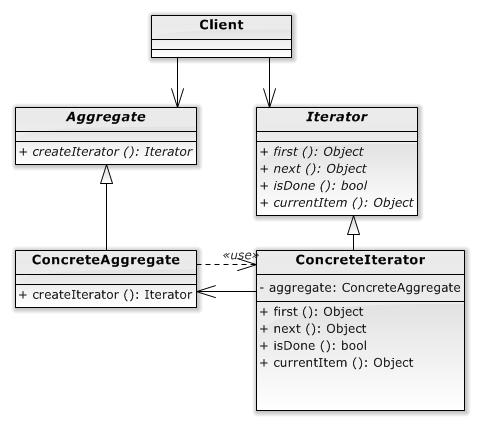 Client
Aggregate
+ createIterator (): Iterator
Iterator
+ first (): Object
+ next (): Object
+ isDone (): bool
+ currentItem (): Object
ConcreteAggregate
+ createIterator (): Iterator
«use»
ConcreteIterator
- aggregate: ConcreteAggregate
+ first (): Object
+ next (): Object
+ isDone (): bool
+ currentItem (): Object